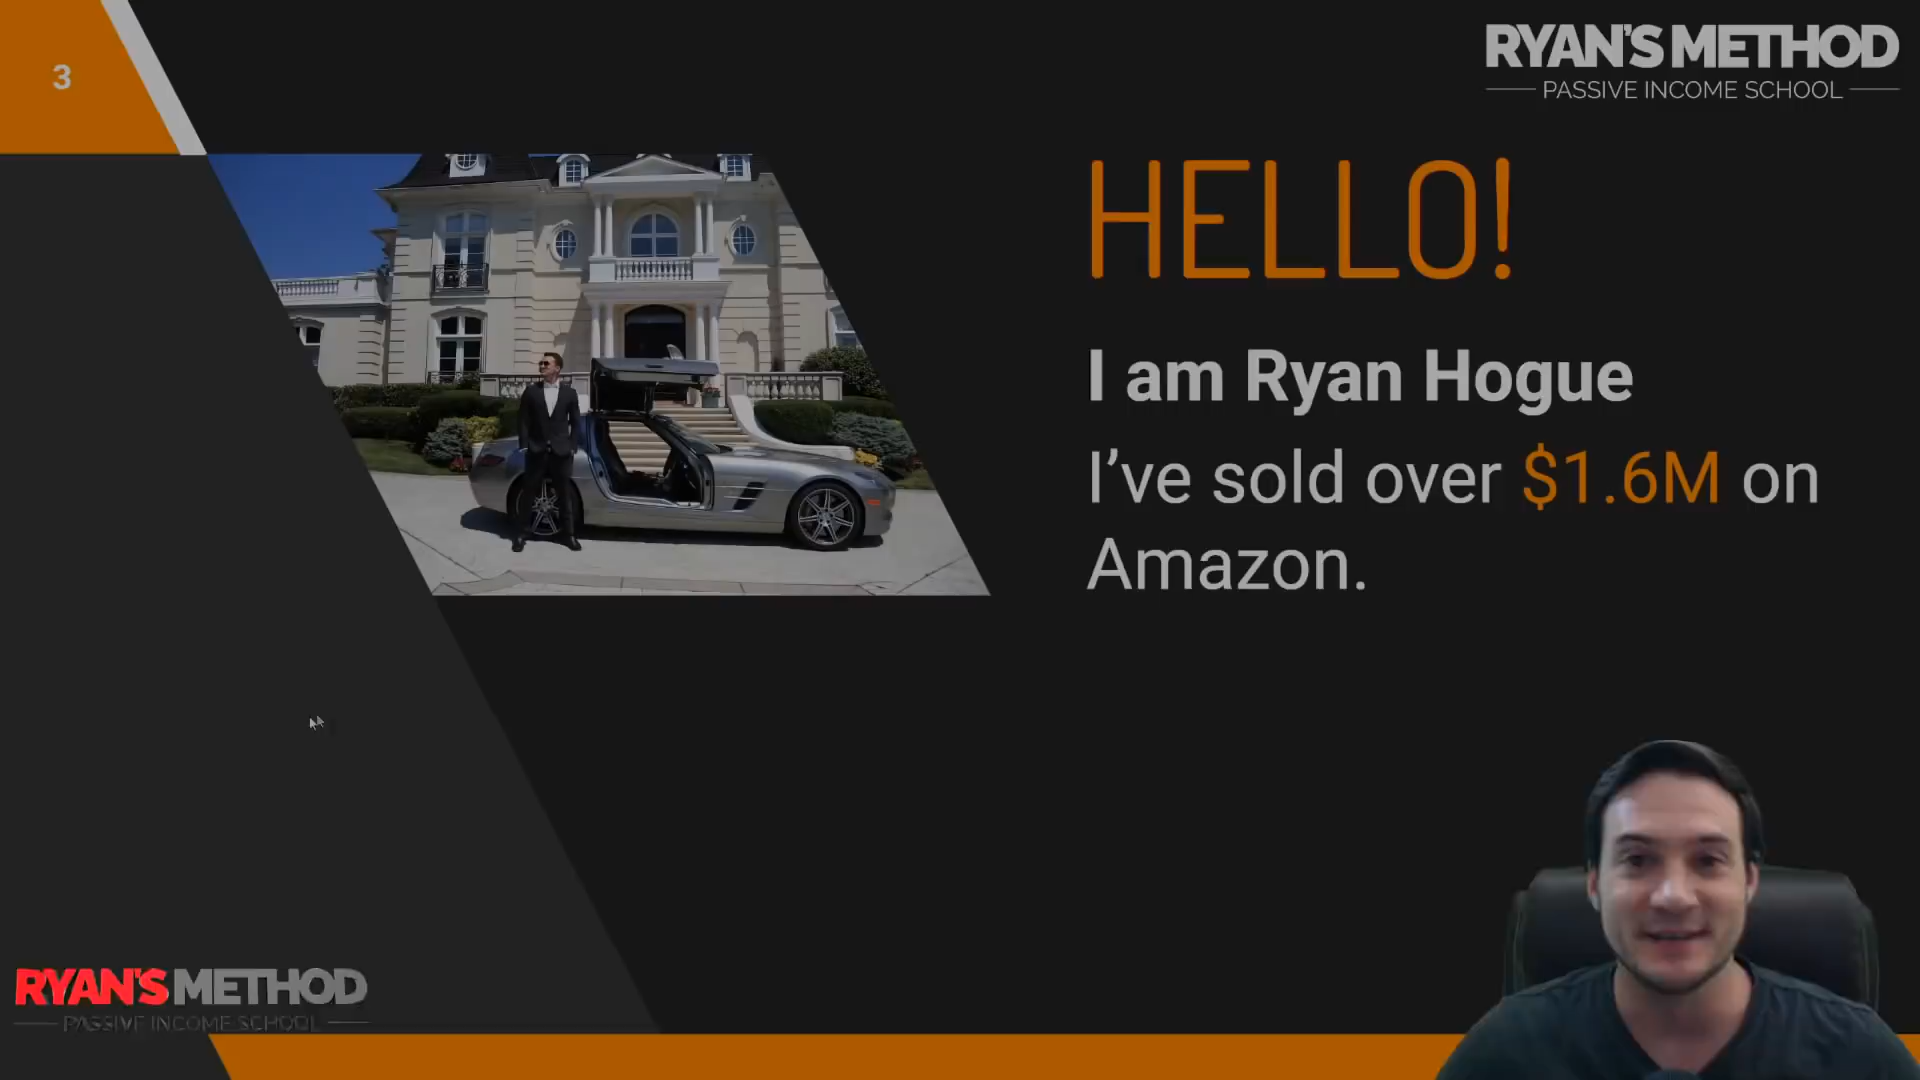 3
RYAN'S METHOD
PASSIVE INCOME SCHOOL
HELLO!
I am Ryan Hogue
I’ve sold over $1.6M on
Amazon.
RYAN'S METHOD
PASSIVE INCOME SCHOOL